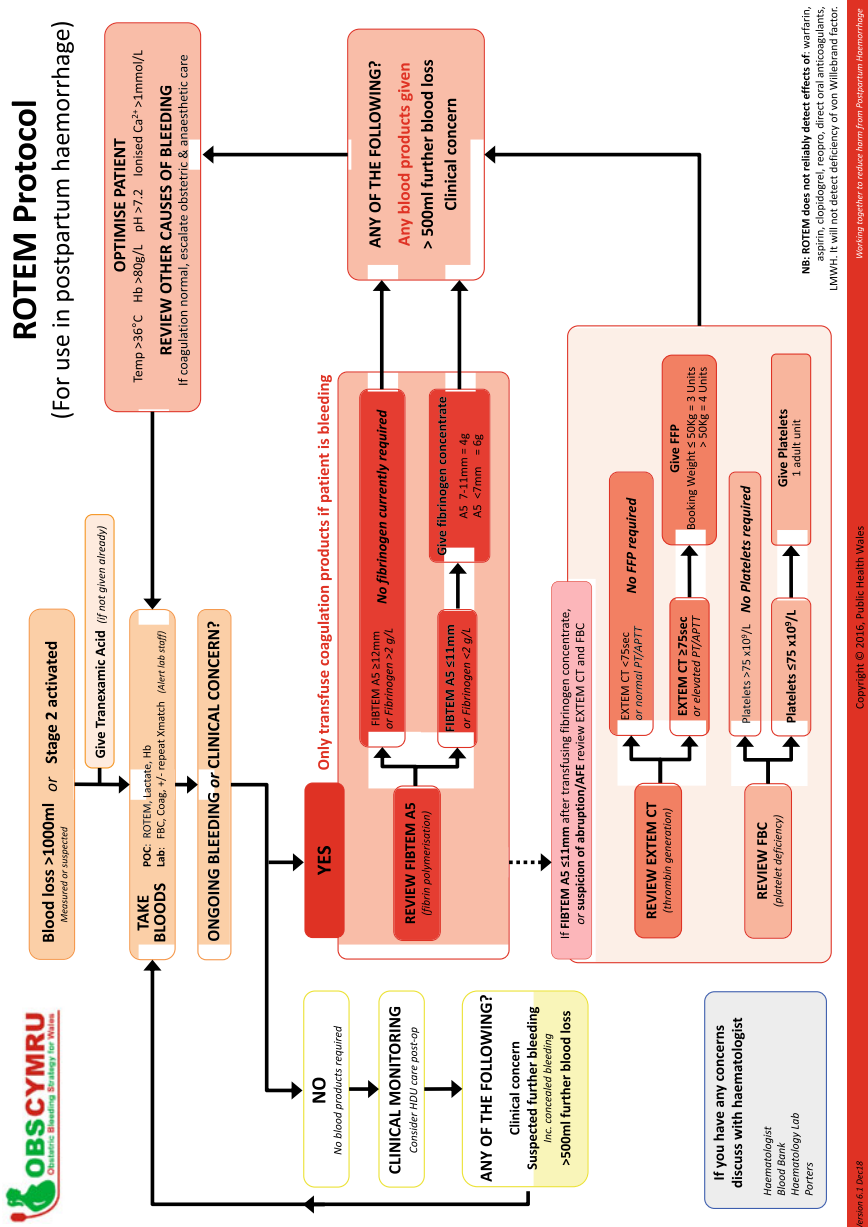 OBSCYMRU
Obstetric Bleeding Strategy for Wales
ROTEM Protocol
(For use in postpartum haemorrhage)
Blood loss >1000ml or Stage 2 activated
Measured or suspected
Give Tranexamic Acid (if not given already)
TAKE
BLOODS
POC: ROTEM, Lactate, Hb
Lab: FBC, Coag, +/- repeat Xmatch (Alert lab staff)
ONGOING BLEEDING or CLINICAL CONCERN?
OPTIMISE PATIENT
Temp >36°C Hb >80g/L pH >7.2 Ionised Ca²⁺ >1mmol/L
REVIEW OTHER CAUSES OF BLEEDING
If coagulation normal, escalate obstetric & anaesthetic care
NO
No blood products required
CLINICAL MONITORING
Consider HDU care post-op
ANY OF THE FOLLOWING?
Clinical concern
Suspected further bleeding
Inc. concealed bleeding
>500ml further blood loss
YES
Only transfuse coagulation products if patient is bleeding
REVIEW FIBTEM A5
(fibrin polymerisation)
FIBTEM A5 ≥12mm
or Fibrinogen >2 g/L
No fibrinogen currently required
FIBTEM A5 ≤11mm
or Fibrinogen <2 g/L
Give fibrinogen concentrate
A5 7-11mm = 4g
A5 <7mm = 6g
ANY OF THE FOLLOWING?
Any blood products given
> 500ml further blood loss
Clinical concern
If FIBTEM A5 ≤11mm after transfusing fibrinogen concentrate,
or suspicion of abruption/AFE review EXTEM CT and FBC
REVIEW EXTEM CT
(thrombin generation)
EXTEM CT <75sec
or normal PT/APTT
No FFP required
EXTEM CT ≥75sec
or elevated PT/APTT
Give FFP
Booking Weight ≤ 50Kg = 3 Units
> 50Kg = 4 Units
REVIEW FBC
(platelet deficiency)
Platelets >75 x10⁹/L
No Platelets required
Platelets ≤75 x10⁹/L
Give Platelets
1 adult unit
If you have any concerns
discuss with haematologist
Haematologist
Blood Bank
Haematology Lab
Porters
NB: ROTEM does not reliably detect effects of: warfarin,
aspirin, clopidogrel, reopro, direct oral anticoagulants,
LMWH. It will not detect deficiency of von Willebrand factor.
Version 6.1 Dec18
Copyright © 2016, Public Health Wales
Working together to reduce harm from Postpartum Haemorrhage